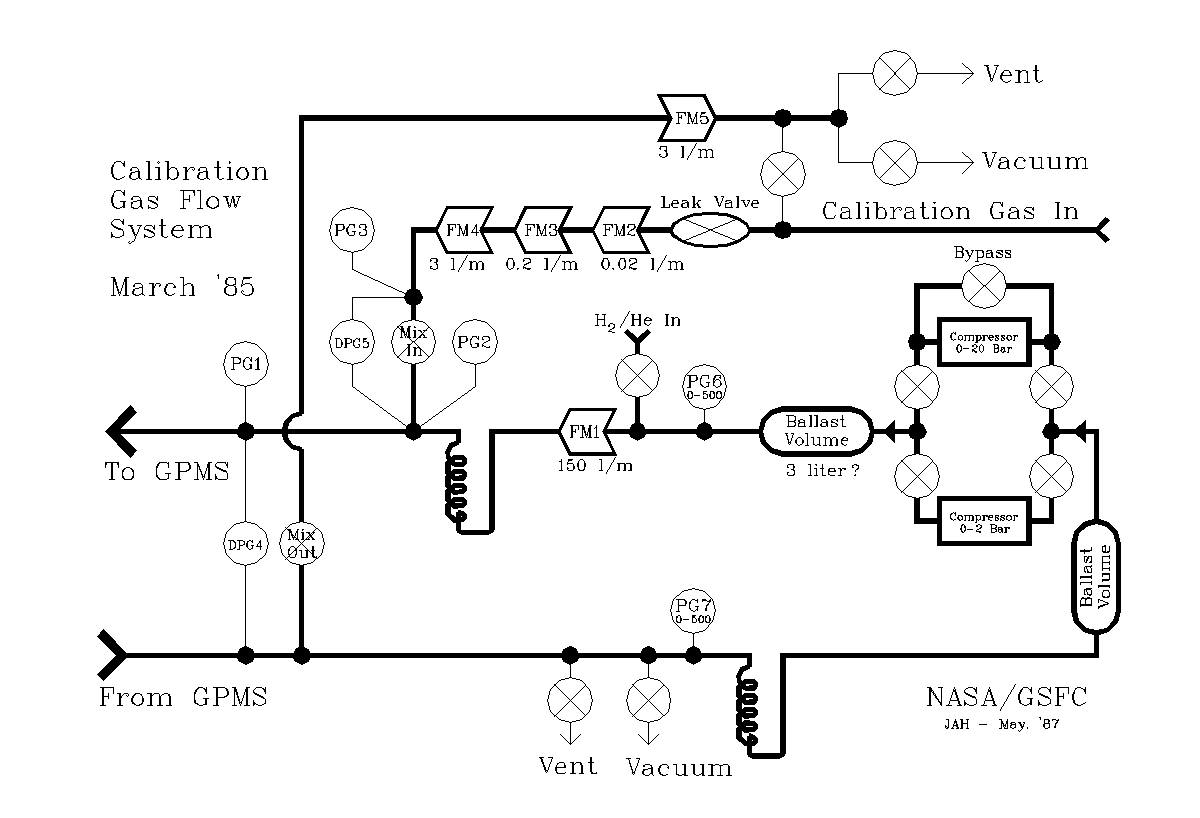 Vent
FM5
3 l/m
Vacuum
Calibration
Gas Flow
System
March '85
Leak Valve
Calibration Gas In
PG3
FM4
FM3
FM2
3 l/m
0.2 l/m
0.02 l/m
Bypass
H2/He In
DPG5
Mix
In
PG2
Compressor
0-20 Bar
PG1
PG6
0-500
FM1
150 l/m
Ballast
Volume
3 liter?
To GPMS
Compressor
0-2 Bar
DPG4
Mix
Out
Ballast
Volume
PG7
0-500
From GPMS
NASA/GSFC
JAH - May. '87
Vent
Vacuum